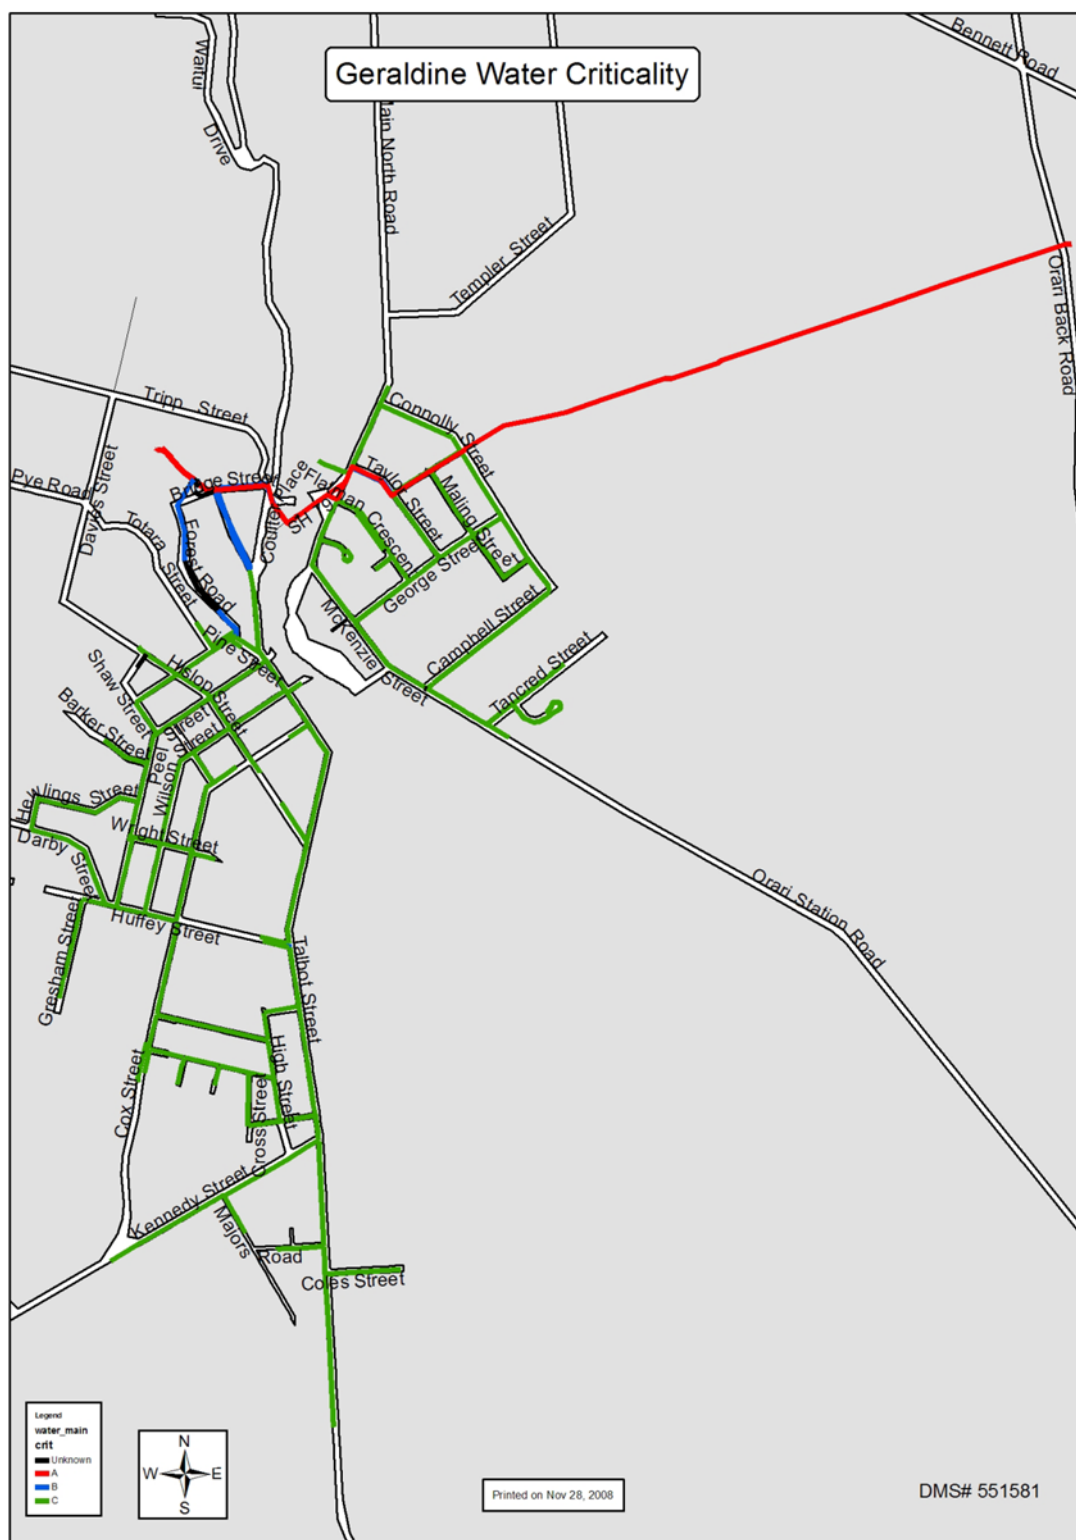 Geraldine Water Criticality
Bennett Road
Waitui
Drive
Main North Road
Templer Street
Orari Back Road
Tripp Street
Connolly Street
Pye Road
Davies Street
Bridge Street
Coulter Place
SH 79
Flatman Crescen
Taylor Street
Maling Street
Totara Street
Forest Road
George Street
McKenzie Street
Campbell Street
Pine Street
Tancred Street
Hislop Street
Shaw Street
Barker Street
Peel Street
Wilson Street
Hewlings Street
Wright Street
Darby Street
Huffey Street
Gresham Street
Orari Station Road
Talbot Street
High Street
Cox Street
Cross Street
Kennedy Street
Majors Road
Coles Street
Legend
water_main
crit
Unknown
A
B
C
N
W E
S
Printed on Nov 28, 2008
DMS# 551581